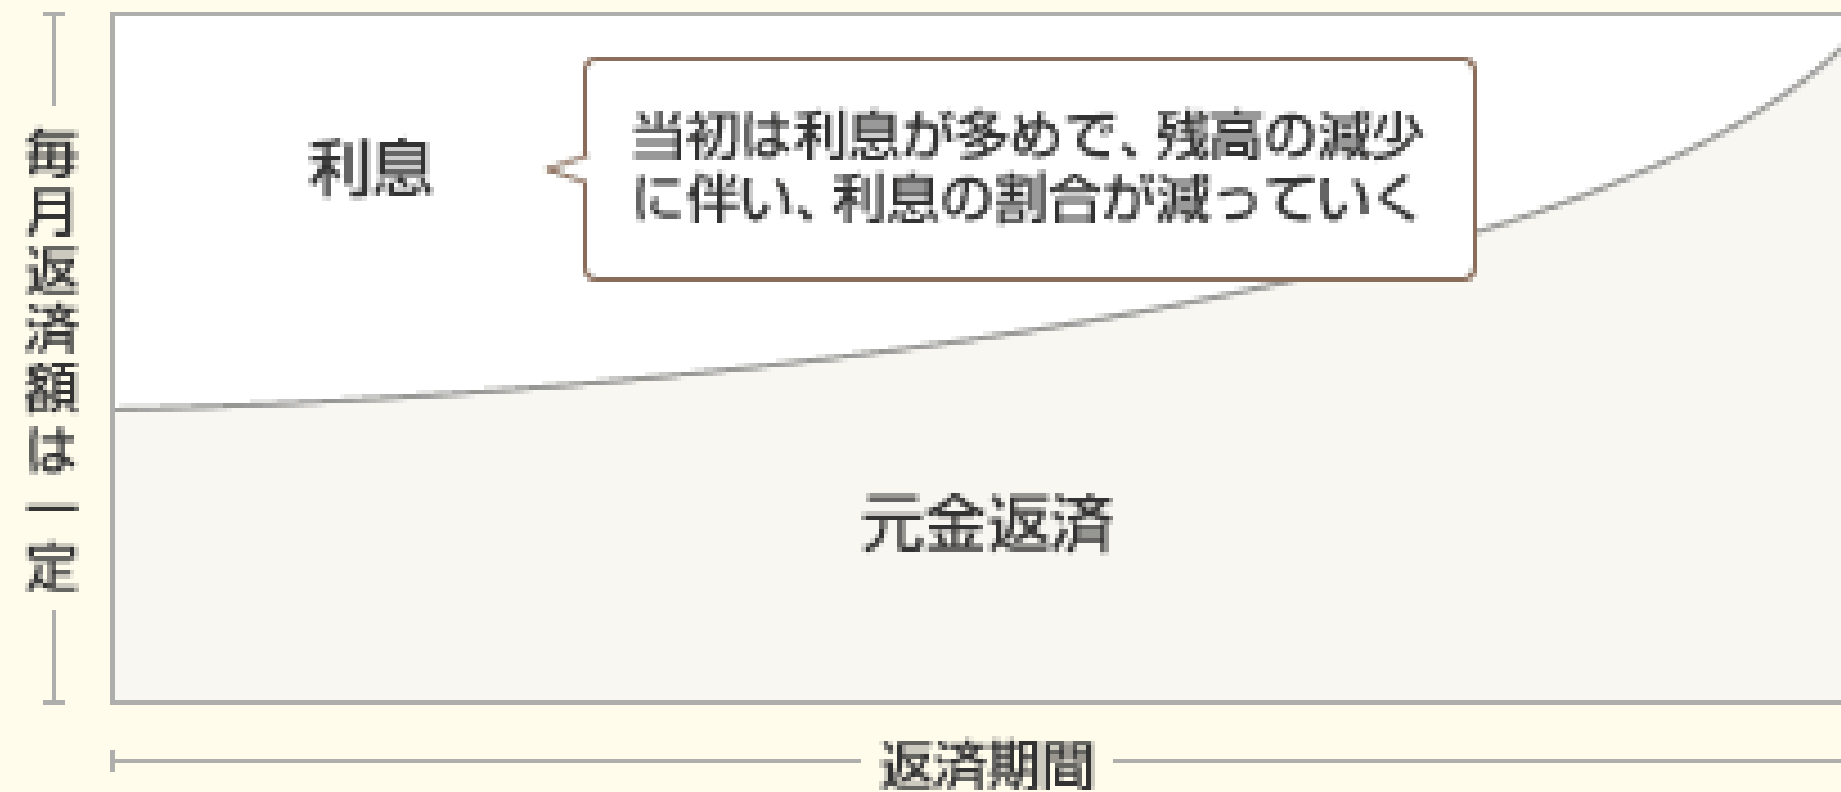 毎月返済額は一定
利息
当初は利息が多めで、残高の減少
に伴い、利息の割合が減っていく
元金返済
返済期間